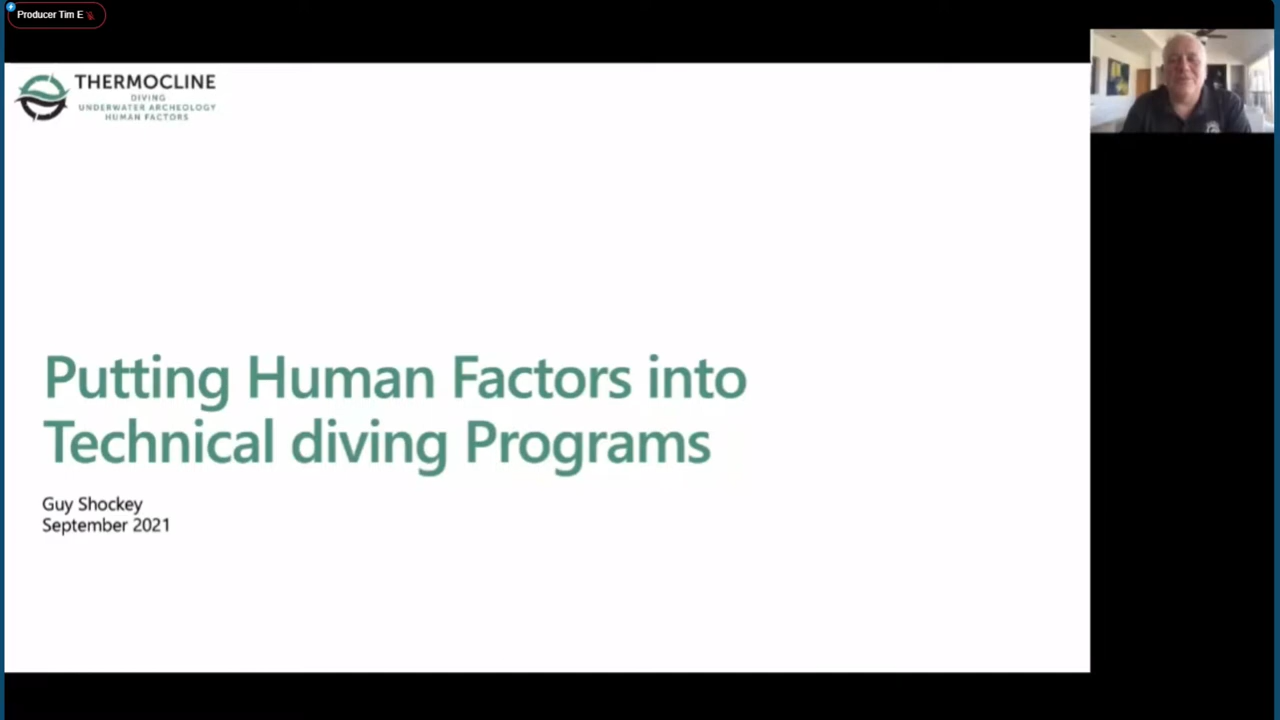 Producer Tim E
THERMOCLINE
DIVING
UNDERWATER ARCHEOLOGY
HUMAN FACTORS
Putting Human Factors into
Technical diving Programs
Guy Shockey
September 2021